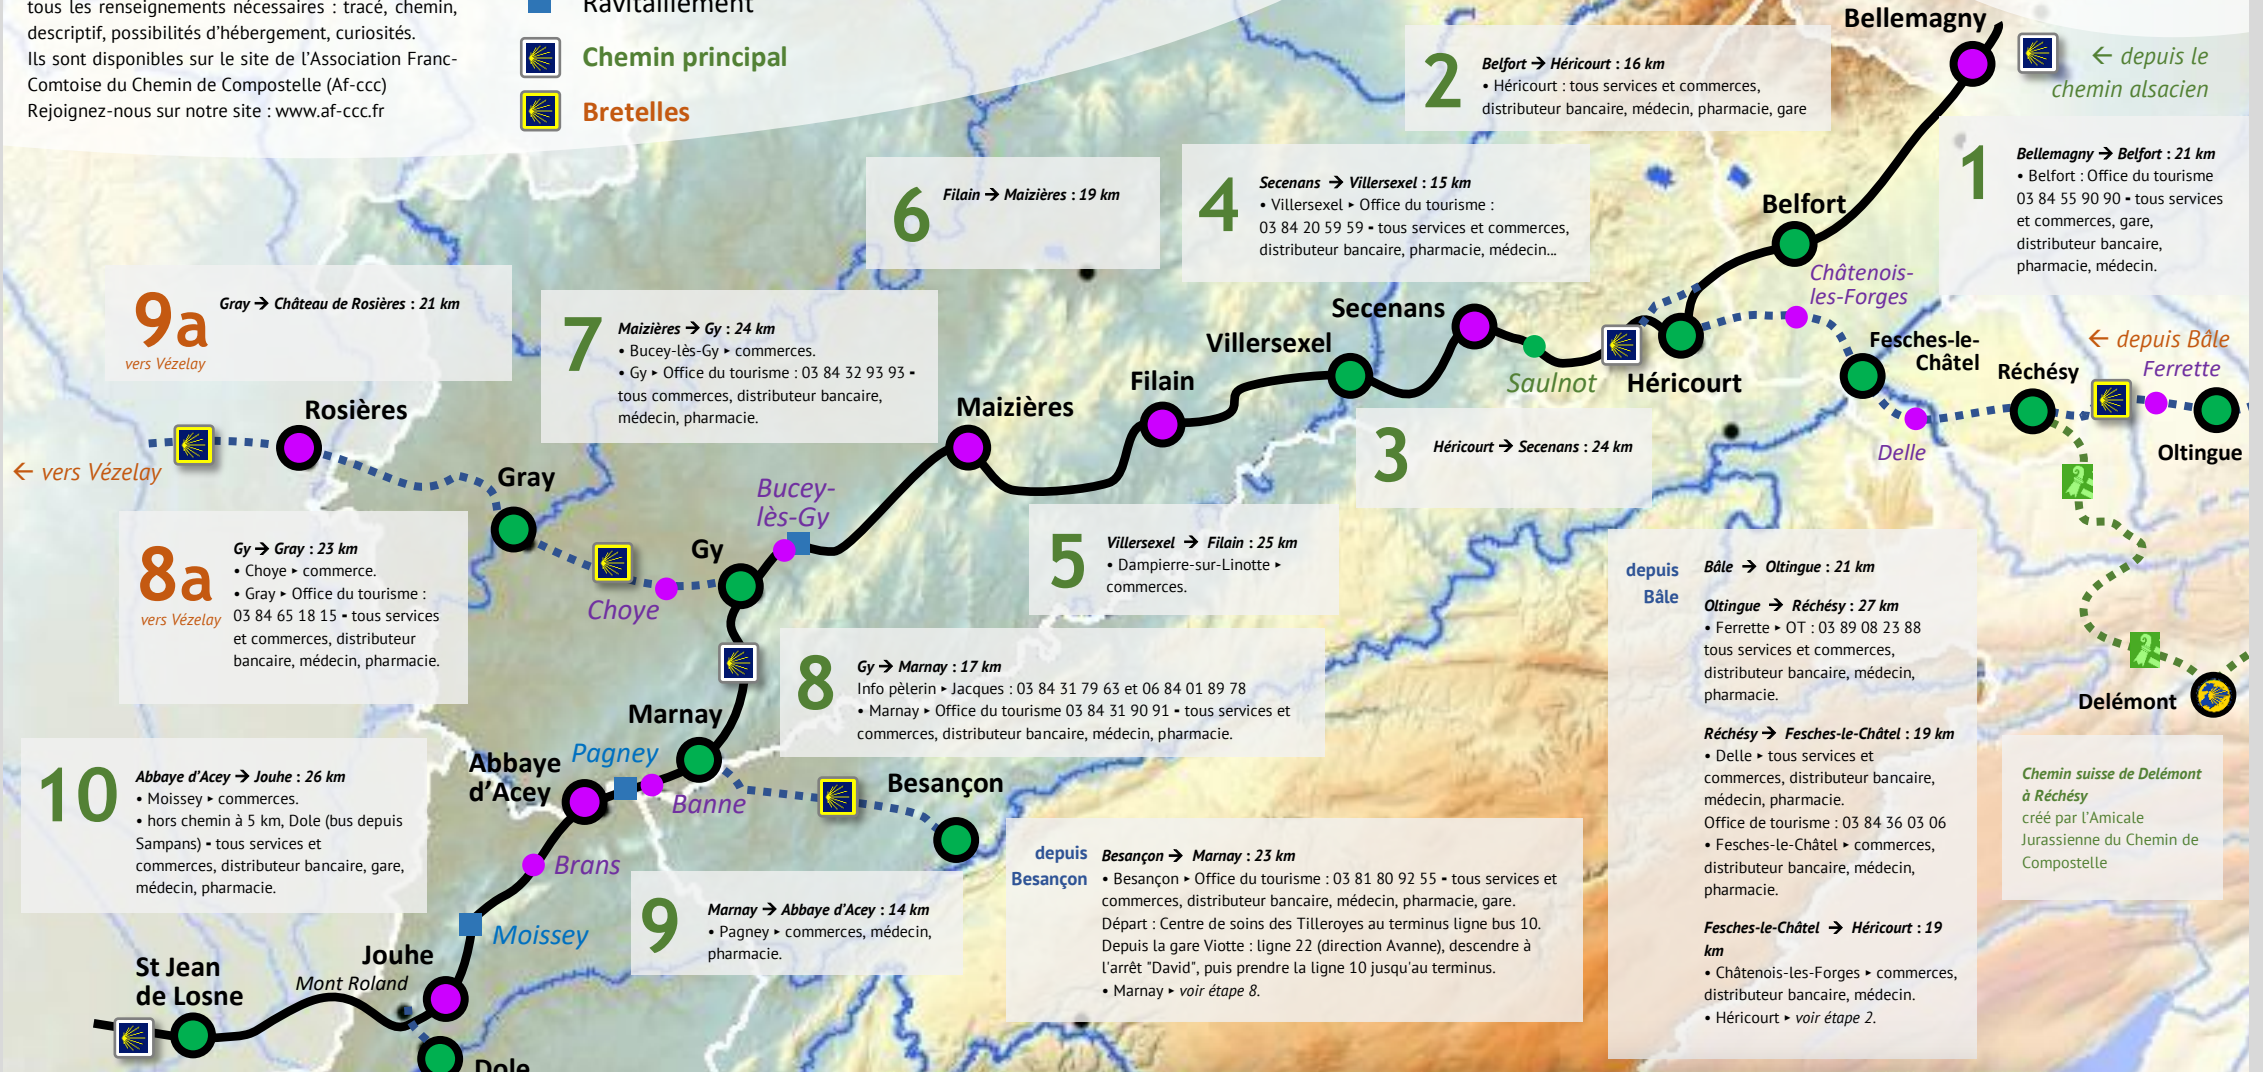 tous les renseignements nécessaires : tracé, chemin,
descriptif, possibilités d'hébergement, curiosités.
Ils sont disponibles sur le site de l'Association Franc-
Comtoise du Chemin de Compostelle (Af-ccc)
Rejoignez-nous sur notre site : www.af-ccc.fr
Ravitaillement
Chemin principal
Bretelles
Bellemagny
← depuis le
chemin alsacien
2
Belfort → Héricourt : 16 km
• Héricourt : tous services et commerces,
distributeur bancaire, médecin, pharmacie, gare
1
Bellemagny → Belfort : 21 km
• Belfort : Office du tourisme
03 84 55 90 90 - tous services
et commerces, gare,
distributeur bancaire,
pharmacie, médecin.
6
Filain → Maizières : 19 km
4
Secenans → Villersexel : 15 km
• Villersexel ▸ Office du tourisme :
03 84 20 59 59 - tous services et commerces,
distributeur bancaire, pharmacie, médecin...
Belfort
Châtenois-
les-Forges
9a
vers Vézelay
Gray → Château de Rosières : 21 km
7
Maizières → Gy : 24 km
• Bucey-lès-Gy ▸ commerces.
• Gy ▸ Office du tourisme : 03 84 32 93 93 -
tous commerces, distributeur bancaire,
médecin, pharmacie.
Secenans
Villersexel
Filain
Maizières
Saulnot
Héricourt
Fesches-le-
Châtel
Réchésy
← depuis Bâle
Ferrette
Oltingue
Delle
Rosières
← vers Vézelay
Gray
Bucey-
lès-Gy
Gy
Choye
3
Héricourt → Secenans : 24 km
5
Villersexel → Filain : 25 km
• Dampierre-sur-Linotte ▸
commerces.
8a
vers Vézelay
Gy → Gray : 23 km
• Choye ▸ commerce.
• Gray ▸ Office du tourisme :
03 84 65 18 15 - tous services
et commerces, distributeur
bancaire, médecin, pharmacie.
8
Gy → Marnay : 17 km
Info pèlerin ▸ Jacques : 03 84 31 79 63 et 06 84 01 89 78
• Marnay ▸ Office du tourisme 03 84 31 90 91 - tous services et
commerces, distributeur bancaire, médecin, pharmacie.
depuis
Bâle
Bâle → Oltingue : 21 km
Oltingue → Réchésy : 27 km
• Ferrette ▸ OT : 03 89 08 23 88
tous services et commerces,
distributeur bancaire, médecin,
pharmacie.
Réchésy → Fesches-le-Châtel : 19 km
• Delle ▸ tous services et
commerces, distributeur bancaire,
médecin, pharmacie.
Office de tourisme : 03 84 36 03 06
• Fesches-le-Châtel ▸ commerces,
distributeur bancaire, médecin,
pharmacie.
Fesches-le-Châtel → Héricourt : 19
km
• Châtenois-les-Forges ▸ commerces,
distributeur bancaire, médecin.
• Héricourt ▸ voir étape 2.
Delémont
Chemin suisse de Delémont
à Réchésy
créé par l'Amicale
Jurassienne du Chemin de
Compostelle
Marnay
Pagney
Abbaye
d'Acey
Banne
Besançon
10
Abbaye d'Acey → Jouhe : 26 km
• Moissey ▸ commerces.
• hors chemin à 5 km, Dole (bus depuis
Sampans) - tous services et
commerces, distributeur bancaire, gare,
médecin, pharmacie.
Brans
Moissey
9
Marnay → Abbaye d'Acey : 14 km
• Pagney ▸ commerces, médecin,
pharmacie.
depuis
Besançon
Besançon → Marnay : 23 km
• Besançon ▸ Office du tourisme : 03 81 80 92 55 - tous services et
commerces, distributeur bancaire, médecin, pharmacie, gare.
Départ : Centre de soins des Tilleroyes au terminus ligne bus 10.
Depuis la gare Viotte : ligne 22 (direction Avanne), descendre à
l'arrêt "David", puis prendre la ligne 10 jusqu'au terminus.
• Marnay ▸ voir étape 8.
St Jean
de Losne
Jouhe
Mont Roland
Dole